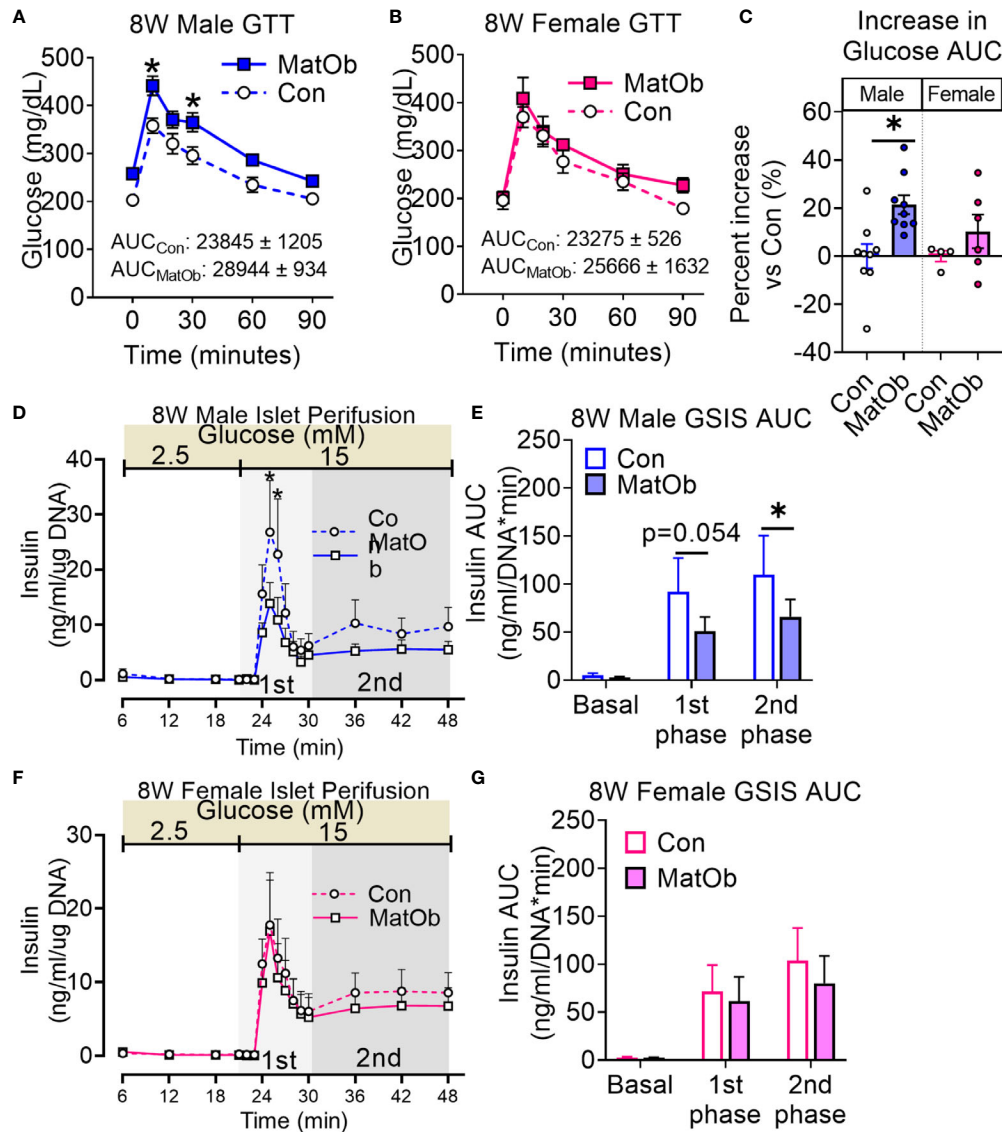 A
8W Male GTT
500
400
300
200
100
0
Glucose (mg/dL)
*
*
MatOb
Con
AUCCon: 23845 ± 1205
AUCMatOb: 28944 ± 934
0 30 60 90
Time (minutes)
B
8W Female GTT
500
400
300
200
100
0
Glucose (mg/dL)
MatOb
Con
AUCCon: 23275 ± 526
AUCMatOb: 25666 ± 1632
0 30 60 90
Time (minutes)
C
Increase in
Glucose AUC
Male Female
60
40
20
0
-20
-40
Percent increase
vs Con (%)
*
Con
MatOb
Con
MatOb
D
8W Male Islet Perifusion
Glucose (mM)
2.5 15
40
30
20
10
0
Insulin
(ng/ml/ug DNA)
*
*
Co
MatO
n
b
1st 2nd
6 12 18 24 30 36 42 48
Time (min)
E
8W Male GSIS AUC
250
200
150
100
50
0
Insulin AUC
(ng/ml/DNA*min)
Con
MatOb
p=0.054
*
Basal 1st 2nd
phase phase
F
8W Female Islet Perifusion
Glucose (mM)
2.5 15
30
20
10
0
Insulin
(ng/ml/ug DNA)
Con
MatOb
1st 2nd
6 12 18 24 30 36 42 48
Time (min)
G
8W Female GSIS AUC
250
200
150
100
50
0
Insulin AUC
(ng/ml/DNA*min)
Con
MatOb
Basal 1st 2nd
phase phase